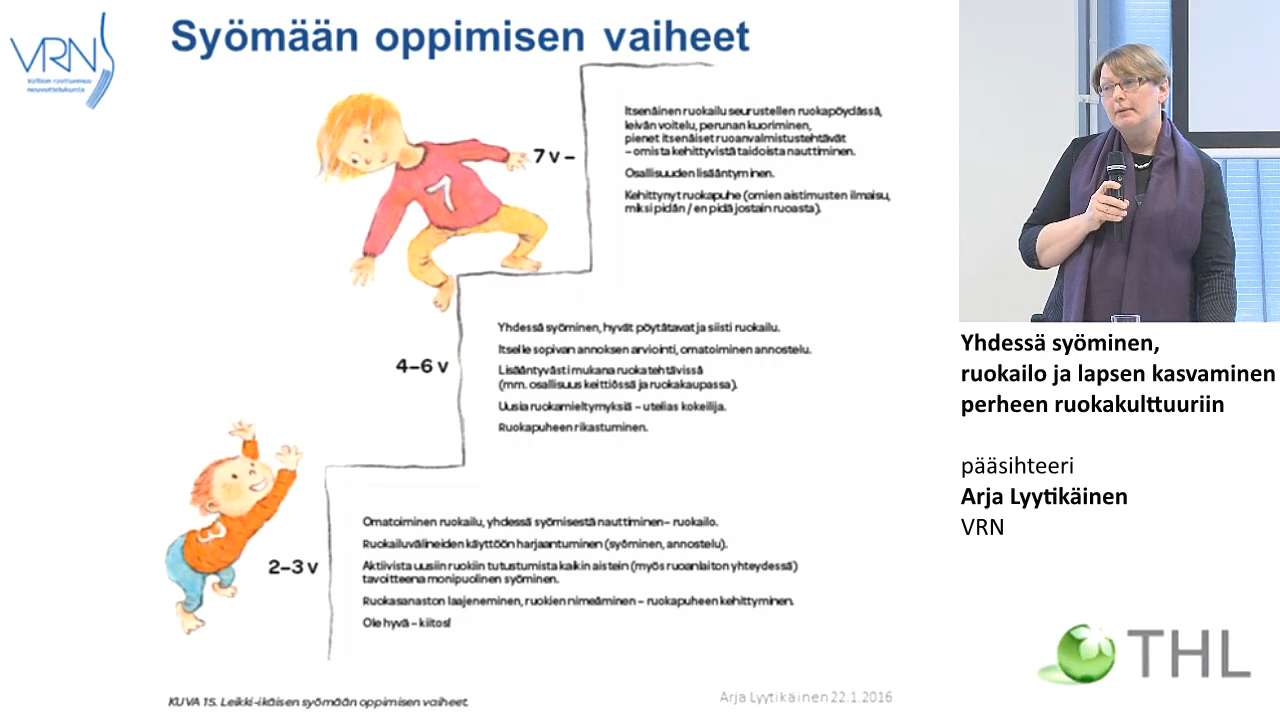 VRN
Valtion ravitsemus-
neuvottelukunta
Syömään oppimisen vaiheet
7 v –
Itsenäinen ruokailu seurustellen ruokapöydässä,
leivän voitelu, perunan kuoriminen,
pienet itsenäiset ruoanvalmistustehtävät
– omista kehittyvistä taidoista nauttiminen.
Osallisuuden lisääntyminen.
Kehittynyt ruokapuhe (omien aistimusten ilmaisu,
miksi pidän / en pidä jostain ruoasta).
4–6 v
Yhdessä syöminen, hyvät pöytätavat ja siisti ruokailu.
Itselle sopivan annoksen arviointi, omatoiminen annostelu.
Lisääntyvästi mukana ruokatehtävissä
(mm. osallisuus keittiössä ja ruokakaupassa).
Uusia ruokamieltymyksiä – utelias kokeilija.
Ruokapuheen rikastuminen.
2–3 v
Omatoiminen ruokailu, yhdessä syömisestä nauttiminen– ruokailo.
Ruokailuvälineiden käyttöön harjaantuminen (syöminen, annostelu).
Aktiivista uusiin ruokiin tutustumista kaikin aistein (myös ruoanlaiton yhteydessä)
tavoitteena monipuolinen syöminen.
Ruokasanaston laajeneminen, ruokien nimeäminen – ruokapuheen kehittyminen.
Ole hyvä – kiitos!
KUVA 15. Leikki-ikäisen syömään oppimisen vaiheet.
Arja Lyytikäinen 22.1.2016
Yhdessä syöminen,
ruokailo ja lapsen kasvaminen
perheen ruokakulttuuriin
pääsihteeri
Arja Lyytikäinen
VRN
THL